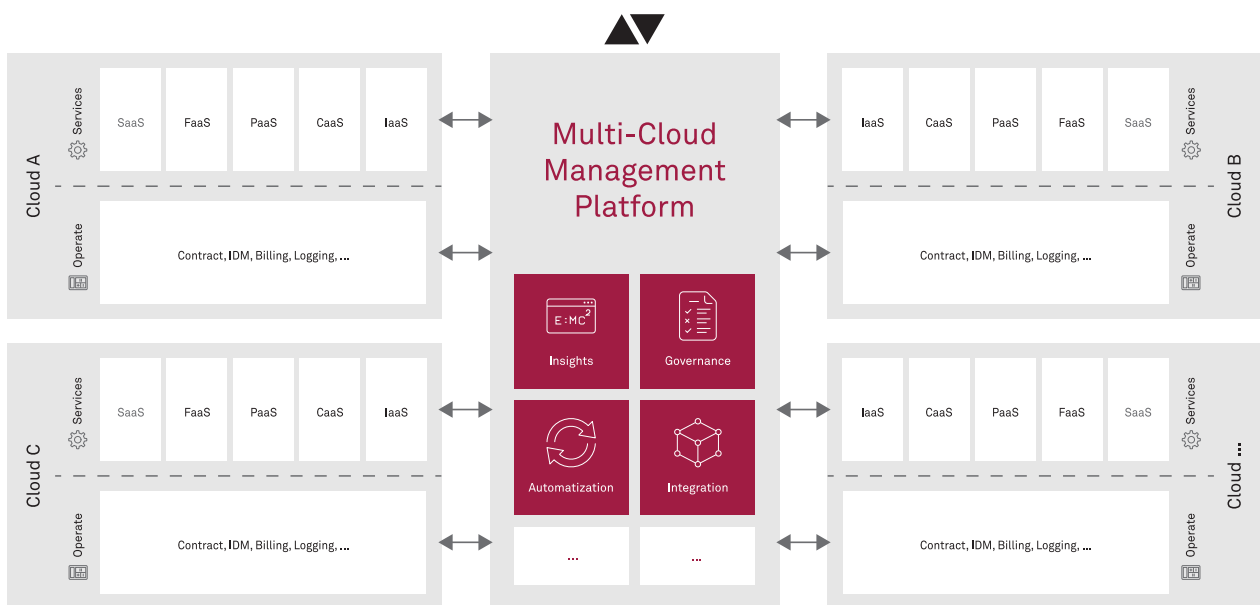 Cloud A
Services
SaaS
FaaS
PaaS
CaaS
IaaS
Operate
Contract, IDM, Billing, Logging, ...
Multi-Cloud
Management
Platform
E:MC²
Insights
Governance
Automatization
Integration
...
...
IaaS
CaaS
PaaS
FaaS
SaaS
Services
Cloud B
Contract, IDM, Billing, Logging, ...
Operate
Cloud C
Services
SaaS
FaaS
PaaS
CaaS
IaaS
Operate
Contract, IDM, Billing, Logging, ...
IaaS
CaaS
PaaS
FaaS
SaaS
Services
Cloud ...
Contract, IDM, Billing, Logging, ...
Operate